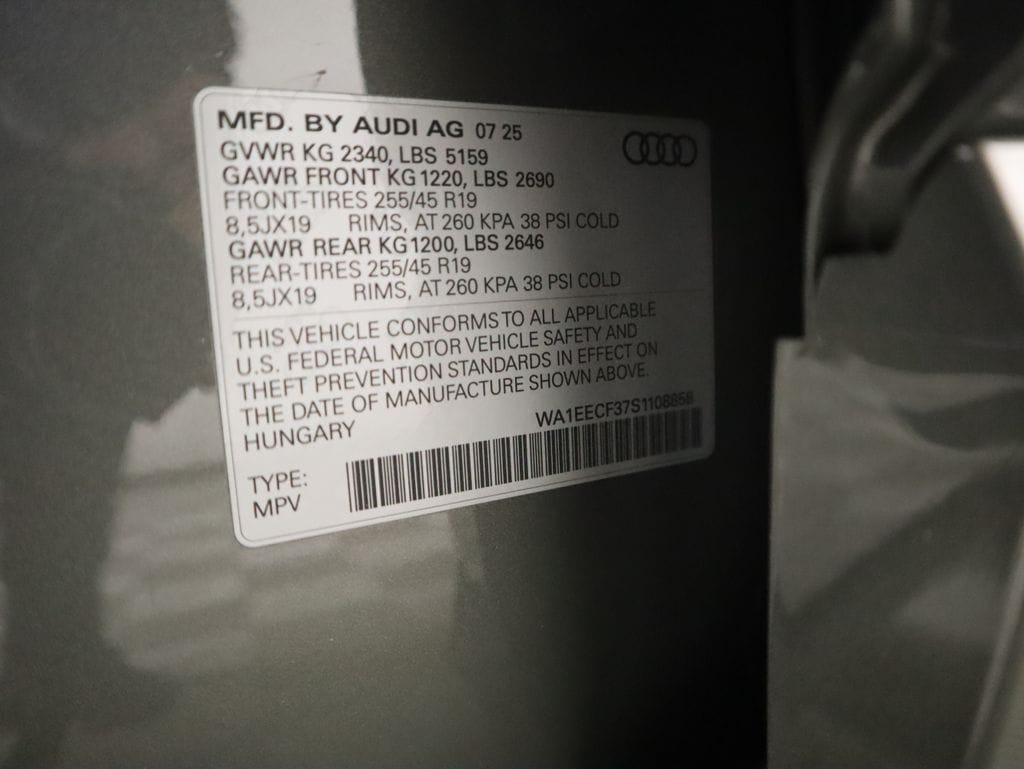 MFD. BY AUDI AG 07 25
GVWR KG 2340, LBS 5159
GAWR FRONT KG 1220, LBS 2690
FRONT-TIRES 255/45 R19
8,5JX19 RIMS, AT 260 KPA 38 PSI COLD
GAWR REAR KG 1200, LBS 2646
REAR-TIRES 255/45 R19
8,5JX19 RIMS, AT 260 KPA 38 PSI COLD
THIS VEHICLE CONFORMS TO ALL APPLICABLE
U.S. FEDERAL MOTOR VEHICLE SAFETY AND
THEFT PREVENTION STANDARDS IN EFFECT ON
THE DATE OF MANUFACTURE SHOWN ABOVE.
HUNGARY WA1EECF37S1108858
TYPE:
MPV